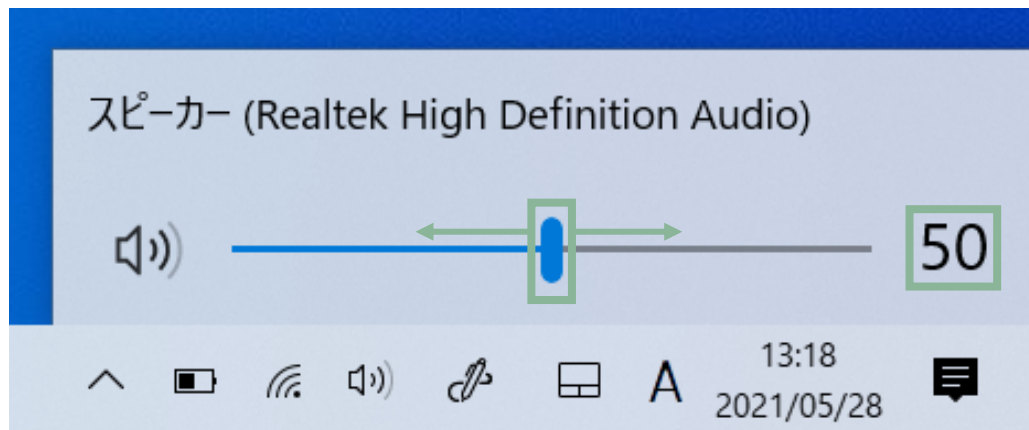 スピーカー (Realtek High Definition Audio)
50
A
13:18
2021/05/28